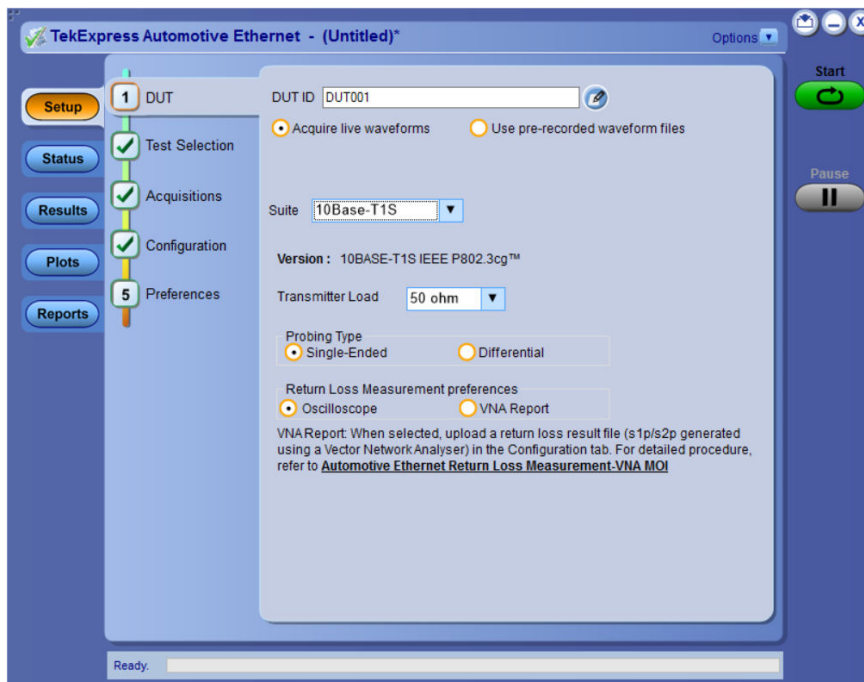 TekExpress Automotive Ethernet - (Untitled)*
Options
Start
Pause
Setup
Status
Results
Plots
Reports
1 DUT
Test Selection
Acquisitions
Configuration
5 Preferences
DUT ID DUT001
Acquire live waveforms Use pre-recorded waveform files
Suite 10Base-T1S
Version : 10BASE-T1S IEEE P802.3cg™
Transmitter Load 50 ohm
Probing Type
Single-Ended Differential
Return Loss Measurement preferences
Oscilloscope VNA Report
VNA Report: When selected, upload a return loss result file (s1p/s2p generated
using a Vector Network Analyser) in the Configuration tab. For detailed procedure,
refer to Automotive Ethernet Return Loss Measurement-VNA MOI
Ready.